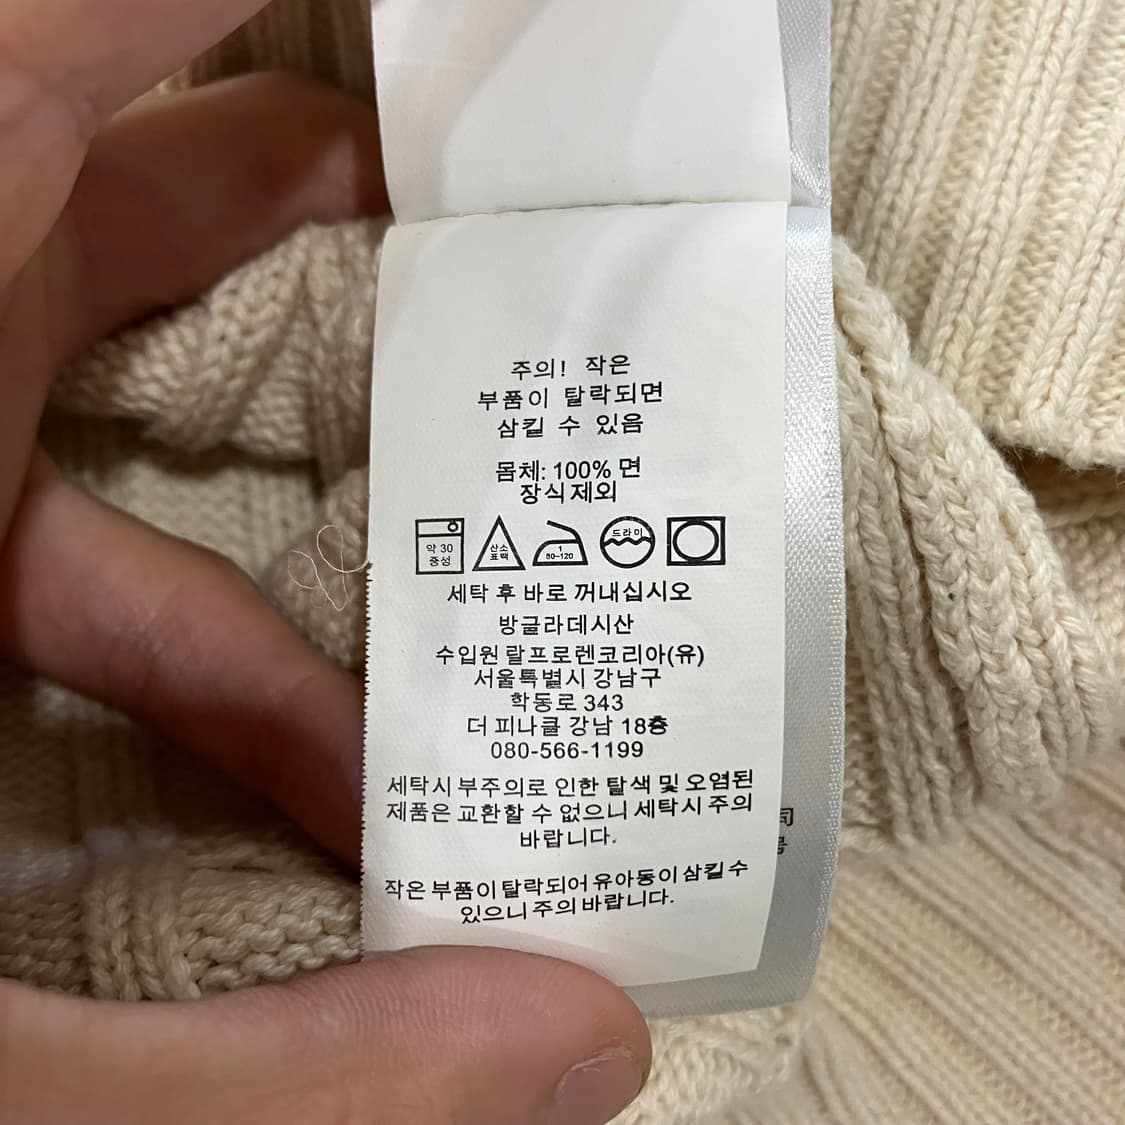 주의! 작은
부품이 탈락되면
삼킬 수 있음
몸체: 100% 면
장식제외
약 30
중성
산소
표백
1
80~120
드라이
세탁 후 바로 꺼내십시오
방글라데시산
수입원 랄프로렌코리아(유)
서울특별시 강남구
학동로 343
더 피나클 강남 18층
080-566-1199
세탁시 부주의로 인한 탈색 및 오염된
제품은 교환할 수 없으니 세탁시 주의
바랍니다.
작은 부품이 탈락되어 유아동이 삼킬 수
있으니 주의 바랍니다.